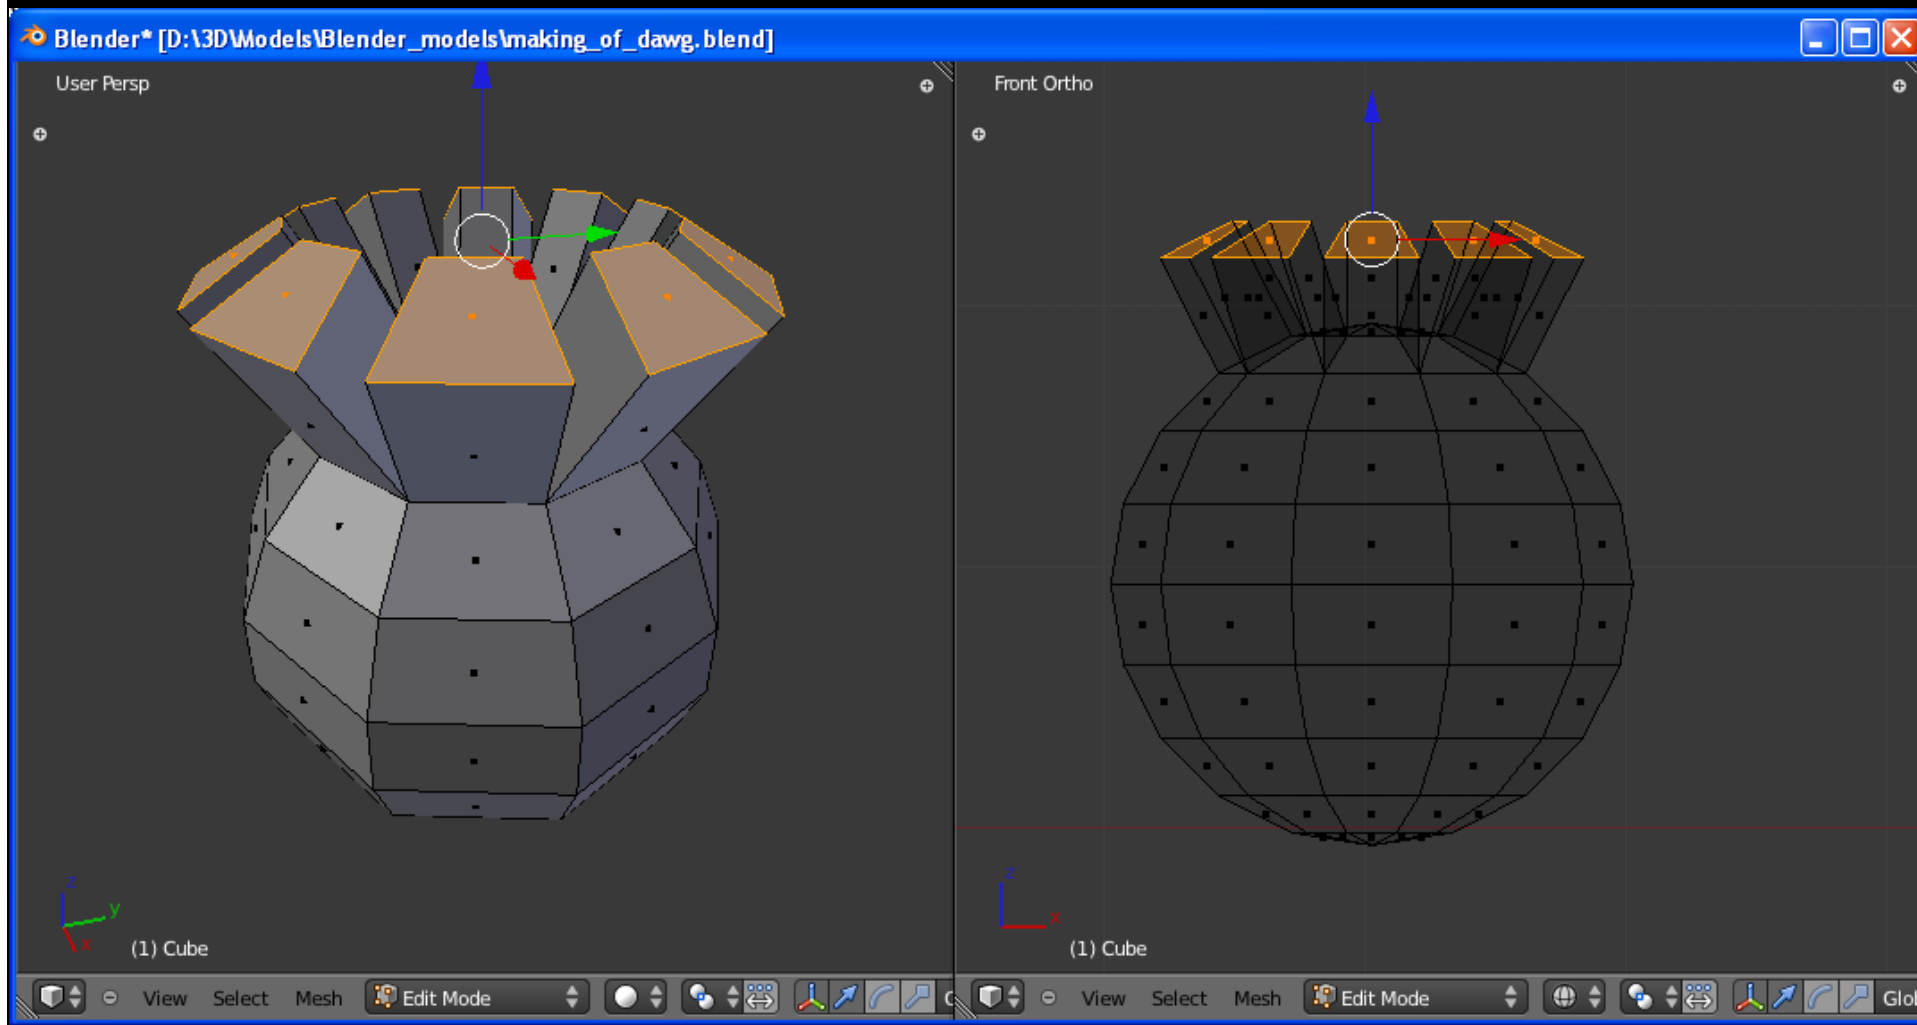 Blender* [D:\3D\Models\Blender_models\making_of_dawg.blend]
User Persp
Front Ortho
z
y
x
(1) Cube
z
x
(1) Cube
View Select Mesh Edit Mode
View Select Mesh Edit Mode Glo